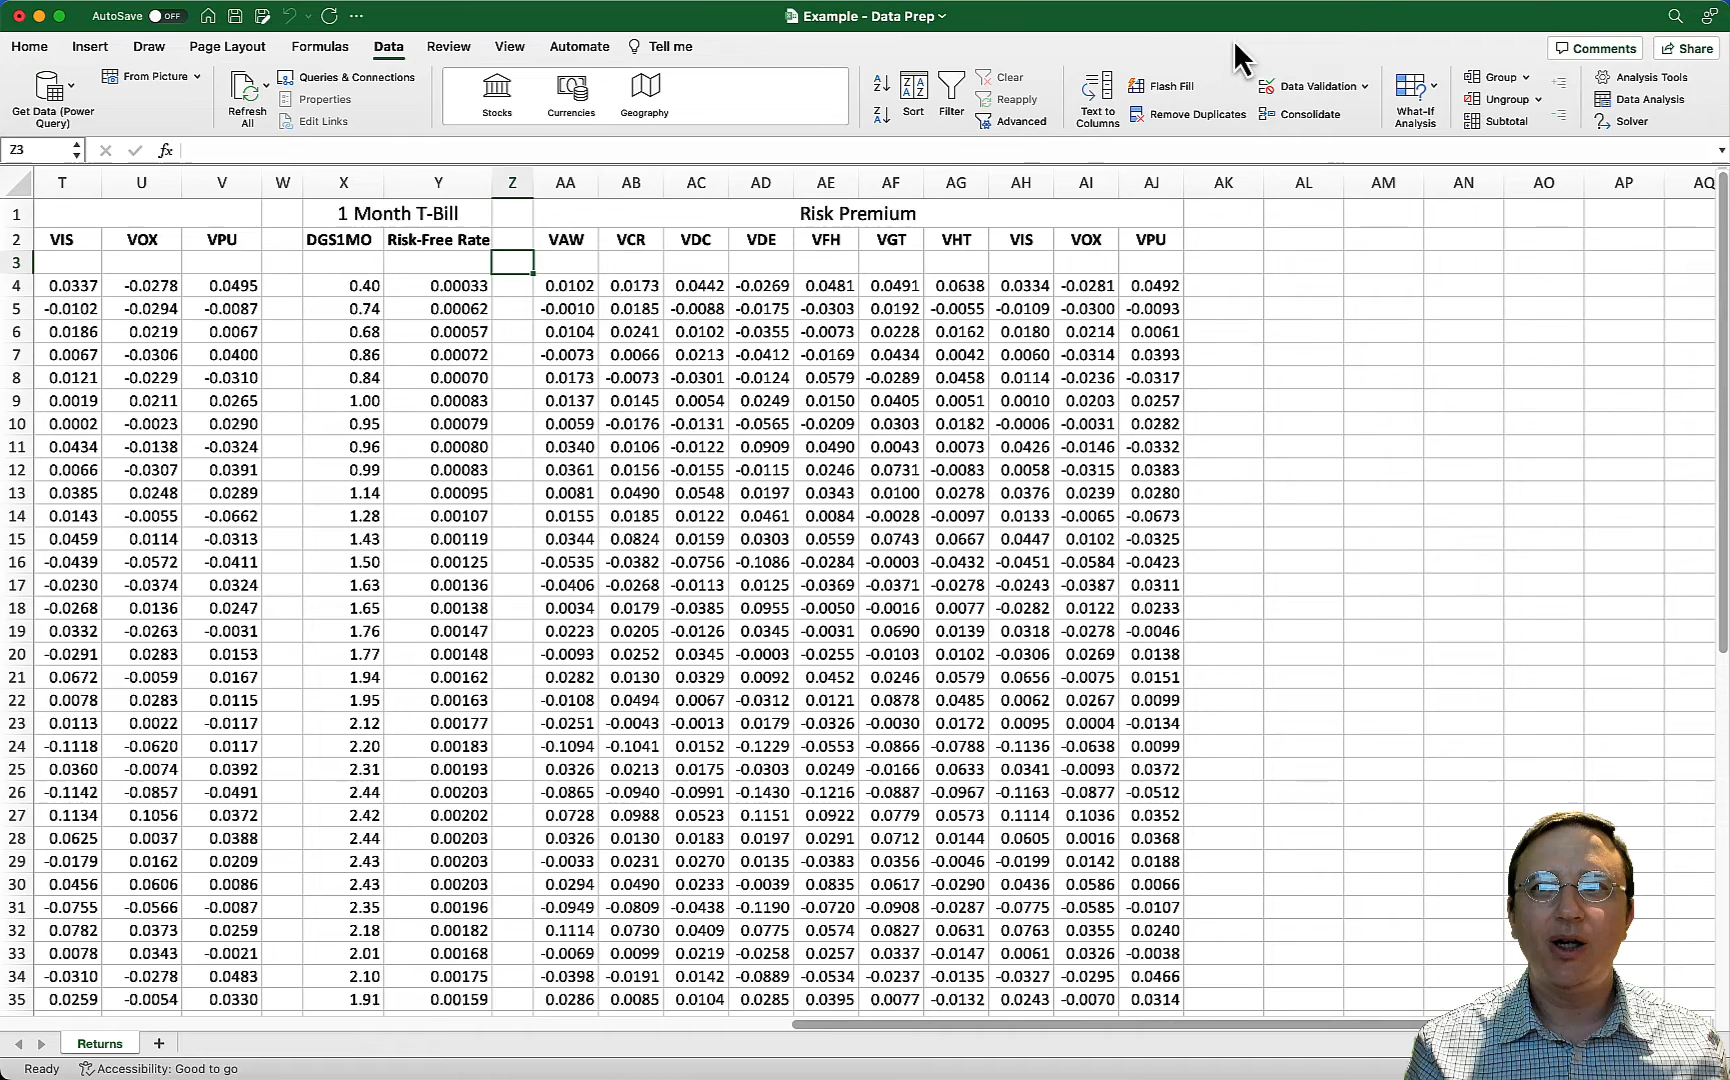 AutoSave OFF Example - Data Prep
Home Insert Draw Page Layout Formulas Data Review View Automate Tell me Comments Share
Get Data (Power Query) From Picture Refresh All Queries & Connections Properties Edit Links
Stocks Currencies Geography
Sort Filter Clear Reapply Advanced Text to Columns Flash Fill Remove Duplicates Data Validation Consolidate
What-If Analysis Group Ungroup Subtotal Analysis Tools Data Analysis Solver
Z3 fx
T U V W X Y Z AA AB AC AD AE AF AG AH AI AJ AK AL AM AN AO AP AQ
1 1 Month T-Bill Risk Premium
2 VIS VOX VPU DGS1MO Risk-Free Rate VAW VCR VDC VDE VFH VGT VHT VIS VOX VPU
3
4 0.0337 -0.0278 0.0495 0.40 0.00033 0.0102 0.0173 0.0442 -0.0269 0.0481 0.0491 0.0638 0.0334 -0.0281 0.0492
5 -0.0102 -0.0294 -0.0087 0.74 0.00062 -0.0010 0.0185 -0.0088 -0.0175 -0.0303 0.0192 -0.0055 -0.0109 -0.0300 -0.0093
6 0.0186 0.0219 0.0067 0.68 0.00057 0.0104 0.0241 0.0102 -0.0355 -0.0073 0.0228 0.0162 0.0180 0.0214 0.0061
7 0.0067 -0.0306 0.0400 0.86 0.00072 -0.0073 0.0066 0.0213 -0.0412 -0.0169 0.0434 0.0042 0.0060 -0.0314 0.0393
8 0.0121 -0.0229 -0.0310 0.84 0.00070 0.0173 -0.0073 -0.0301 -0.0124 0.0579 -0.0289 0.0458 0.0114 -0.0236 -0.0317
9 0.0019 0.0211 0.0265 1.00 0.00083 0.0137 0.0145 0.0054 0.0249 0.0150 0.0405 0.0051 0.0010 0.0203 0.0257
10 0.0002 -0.0023 0.0290 0.95 0.00079 0.0059 -0.0176 -0.0131 -0.0565 -0.0209 0.0303 0.0182 -0.0006 -0.0031 0.0282
11 0.0434 -0.0138 -0.0324 0.96 0.00080 0.0340 0.0106 -0.0122 0.0909 0.0490 0.0043 0.0073 0.0426 -0.0146 -0.0332
12 0.0066 -0.0307 0.0391 0.99 0.00083 0.0361 0.0156 -0.0155 -0.0115 0.0246 0.0731 -0.0083 0.0058 -0.0315 0.0383
13 0.0385 0.0248 0.0289 1.14 0.00095 0.0081 0.0490 0.0548 0.0197 0.0343 0.0100 0.0278 0.0376 0.0239 0.0280
14 0.0143 -0.0055 -0.0662 1.28 0.00107 0.0155 0.0185 0.0122 0.0461 0.0084 -0.0028 -0.0097 0.0133 -0.0065 -0.0673
15 0.0459 0.0114 -0.0313 1.43 0.00119 0.0344 0.0824 0.0159 0.0303 0.0559 0.0743 0.0667 0.0447 0.0102 -0.0325
16 -0.0439 -0.0572 -0.0411 1.50 0.00125 -0.0535 -0.0382 -0.0756 -0.1086 -0.0284 -0.0003 -0.0432 -0.0451 -0.0584 -0.0423
17 -0.0230 -0.0374 0.0324 1.63 0.00136 -0.0406 -0.0268 -0.0113 0.0125 -0.0369 -0.0371 -0.0278 -0.0243 -0.0387 0.0311
18 -0.0268 0.0136 0.0247 1.65 0.00138 0.0034 0.0179 -0.0385 0.0955 -0.0050 -0.0016 0.0077 -0.0282 0.0122 0.0233
19 0.0332 -0.0263 -0.0031 1.76 0.00147 0.0223 0.0205 -0.0126 0.0345 -0.0031 0.0690 0.0139 0.0318 -0.0278 -0.0046
20 -0.0291 0.0283 0.0153 1.77 0.00148 -0.0093 0.0252 0.0345 -0.0003 -0.0255 -0.0103 0.0102 -0.0306 0.0269 0.0138
21 0.0672 -0.0059 0.0167 1.94 0.00162 0.0282 0.0130 0.0329 0.0092 0.0452 0.0246 0.0579 0.0656 -0.0075 0.0151
22 0.0078 0.0283 0.0115 1.95 0.00163 -0.0108 0.0494 0.0067 -0.0312 0.0121 0.0878 0.0485 0.0062 0.0267 0.0099
23 0.0113 0.0022 -0.0117 2.12 0.00177 -0.0251 -0.0043 -0.0013 0.0179 -0.0326 -0.0030 0.0172 0.0095 0.0004 -0.0134
24 -0.1118 -0.0620 0.0117 2.20 0.00183 -0.1094 -0.1041 0.0152 -0.1229 -0.0553 -0.0866 -0.0788 -0.1136 -0.0638 0.0099
25 0.0360 -0.0074 0.0392 2.31 0.00193 0.0326 0.0213 0.0175 -0.0303 0.0249 -0.0166 0.0633 0.0341 -0.0093 0.0372
26 -0.1142 -0.0857 -0.0491 2.44 0.00203 -0.0865 -0.0940 -0.0991 -0.1430 -0.1216 -0.0887 -0.0967 -0.1163 -0.0877 -0.0512
27 0.1134 0.1056 0.0372 2.42 0.00202 0.0728 0.0988 0.0523 0.1151 0.0922 0.0779 0.0573 0.1114 0.1036 0.0352
28 0.0625 0.0037 0.0388 2.44 0.00203 0.0326 0.0130 0.0183 0.0197 0.0291 0.0712 0.0144 0.0605 0.0016 0.0368
29 -0.0179 0.0162 0.0209 2.43 0.00203 -0.0033 0.0231 0.0270 0.0135 -0.0383 0.0356 -0.0046 -0.0199 0.0142 0.0188
30 0.0456 0.0606 0.0086 2.43 0.00203 0.0294 0.0490 0.0233 -0.0039 0.0835 0.0617 -0.0290 0.0436 0.0586 0.0066
31 -0.0755 -0.0566 -0.0087 2.35 0.00196 -0.0949 -0.0809 -0.0438 -0.1190 -0.0720 -0.0908 -0.0287 -0.0775 -0.0585 -0.0107
32 0.0782 0.0373 0.0259 2.18 0.00182 0.1114 0.0730 0.0409 0.0775 0.0574 0.0827 0.0631 0.0763 0.0355 0.0240
33 0.0078 0.0343 -0.0021 2.01 0.00168 -0.0069 0.0099 0.0219 -0.0258 0.0257 0.0337 -0.0147 0.0061 0.0326 -0.0038
34 -0.0310 -0.0278 0.0483 2.10 0.00175 -0.0398 -0.0191 0.0142 -0.0889 -0.0534 -0.0237 -0.0135 -0.0327 -0.0295 0.0466
35 0.0259 -0.0054 0.0330 1.91 0.00159 0.0286 0.0085 0.0104 0.0285 0.0395 0.0077 -0.0132 0.0243 -0.0070 0.0314
Returns
Ready Accessibility: Good to go